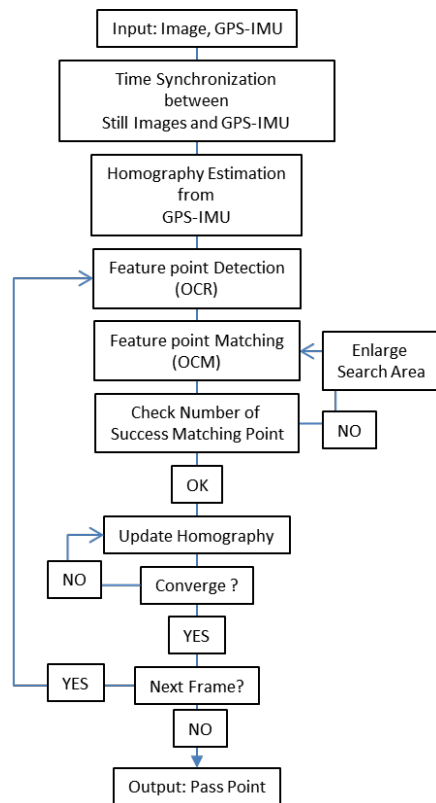 Input: Image, GPS-IMU
Time Synchronization
between
Still Images and GPS-IMU
Homography Estimation
from
GPS-IMU
Feature point Detection
(OCR)
Feature point Matching
(OCM)
Enlarge
Search Area
Check Number of
Success Matching Point
NO
OK
Update Homography
NO
Converge ?
YES
YES
Next Frame?
NO
Output: Pass Point